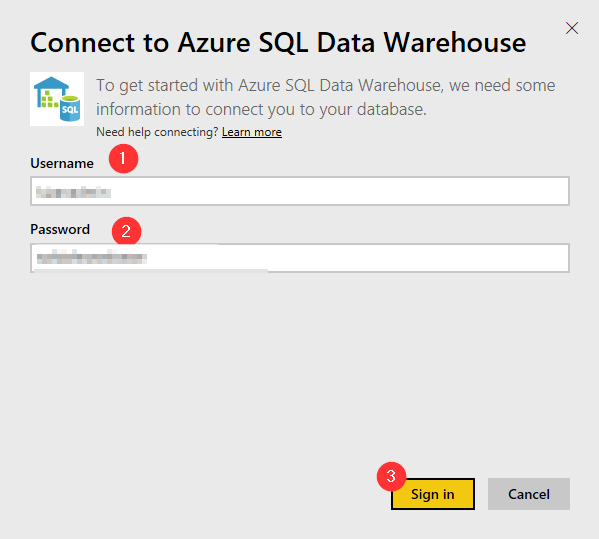 Connect to Azure SQL Data Warehouse
SQL
To get started with Azure SQL Data Warehouse, we need some
information to connect you to your database.
Need help connecting? Learn more
Username 1
Password 2
3 Sign in Cancel